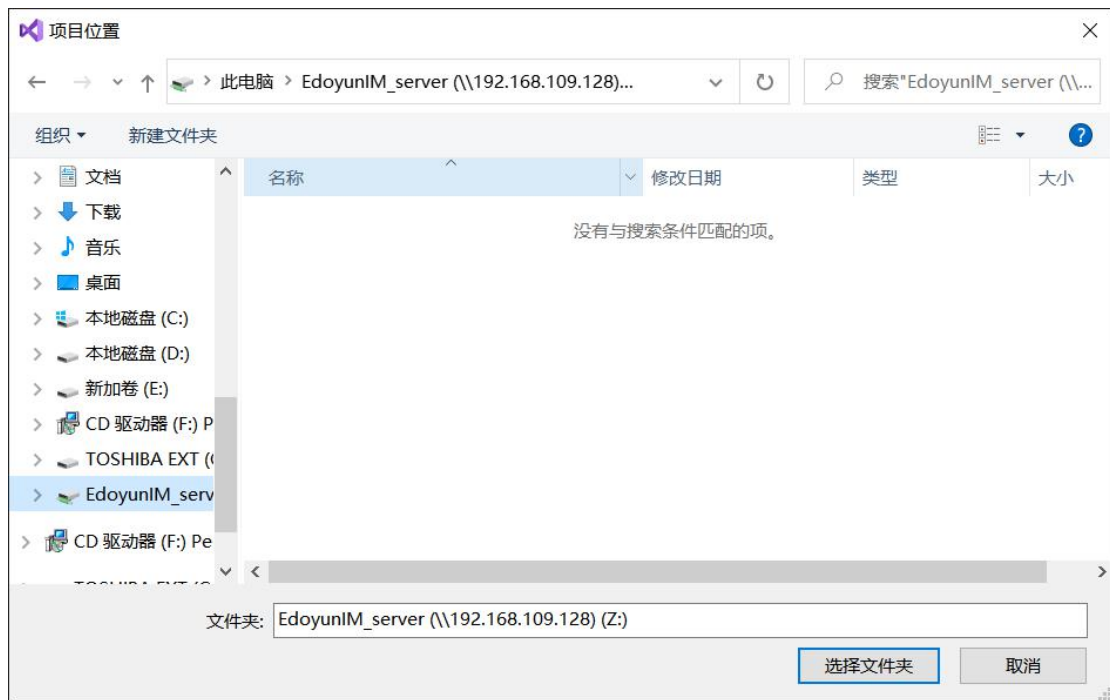 项目位置
此电脑 > EdoyunIM_server (\\192.168.109.128)...
搜索"EdoyunIM_server (\\...
组织
新建文件夹
名称
修改日期
类型
大小
没有与搜索条件匹配的项。
文档
下载
音乐
桌面
本地磁盘 (C:)
本地磁盘 (D:)
新加卷 (E:)
CD 驱动器 (F:) P
TOSHIBA EXT (
EdoyunIM_serv
CD 驱动器 (F:) Pe
文件夹:
EdoyunIM_server (\\192.168.109.128) (Z:)
选择文件夹
取消